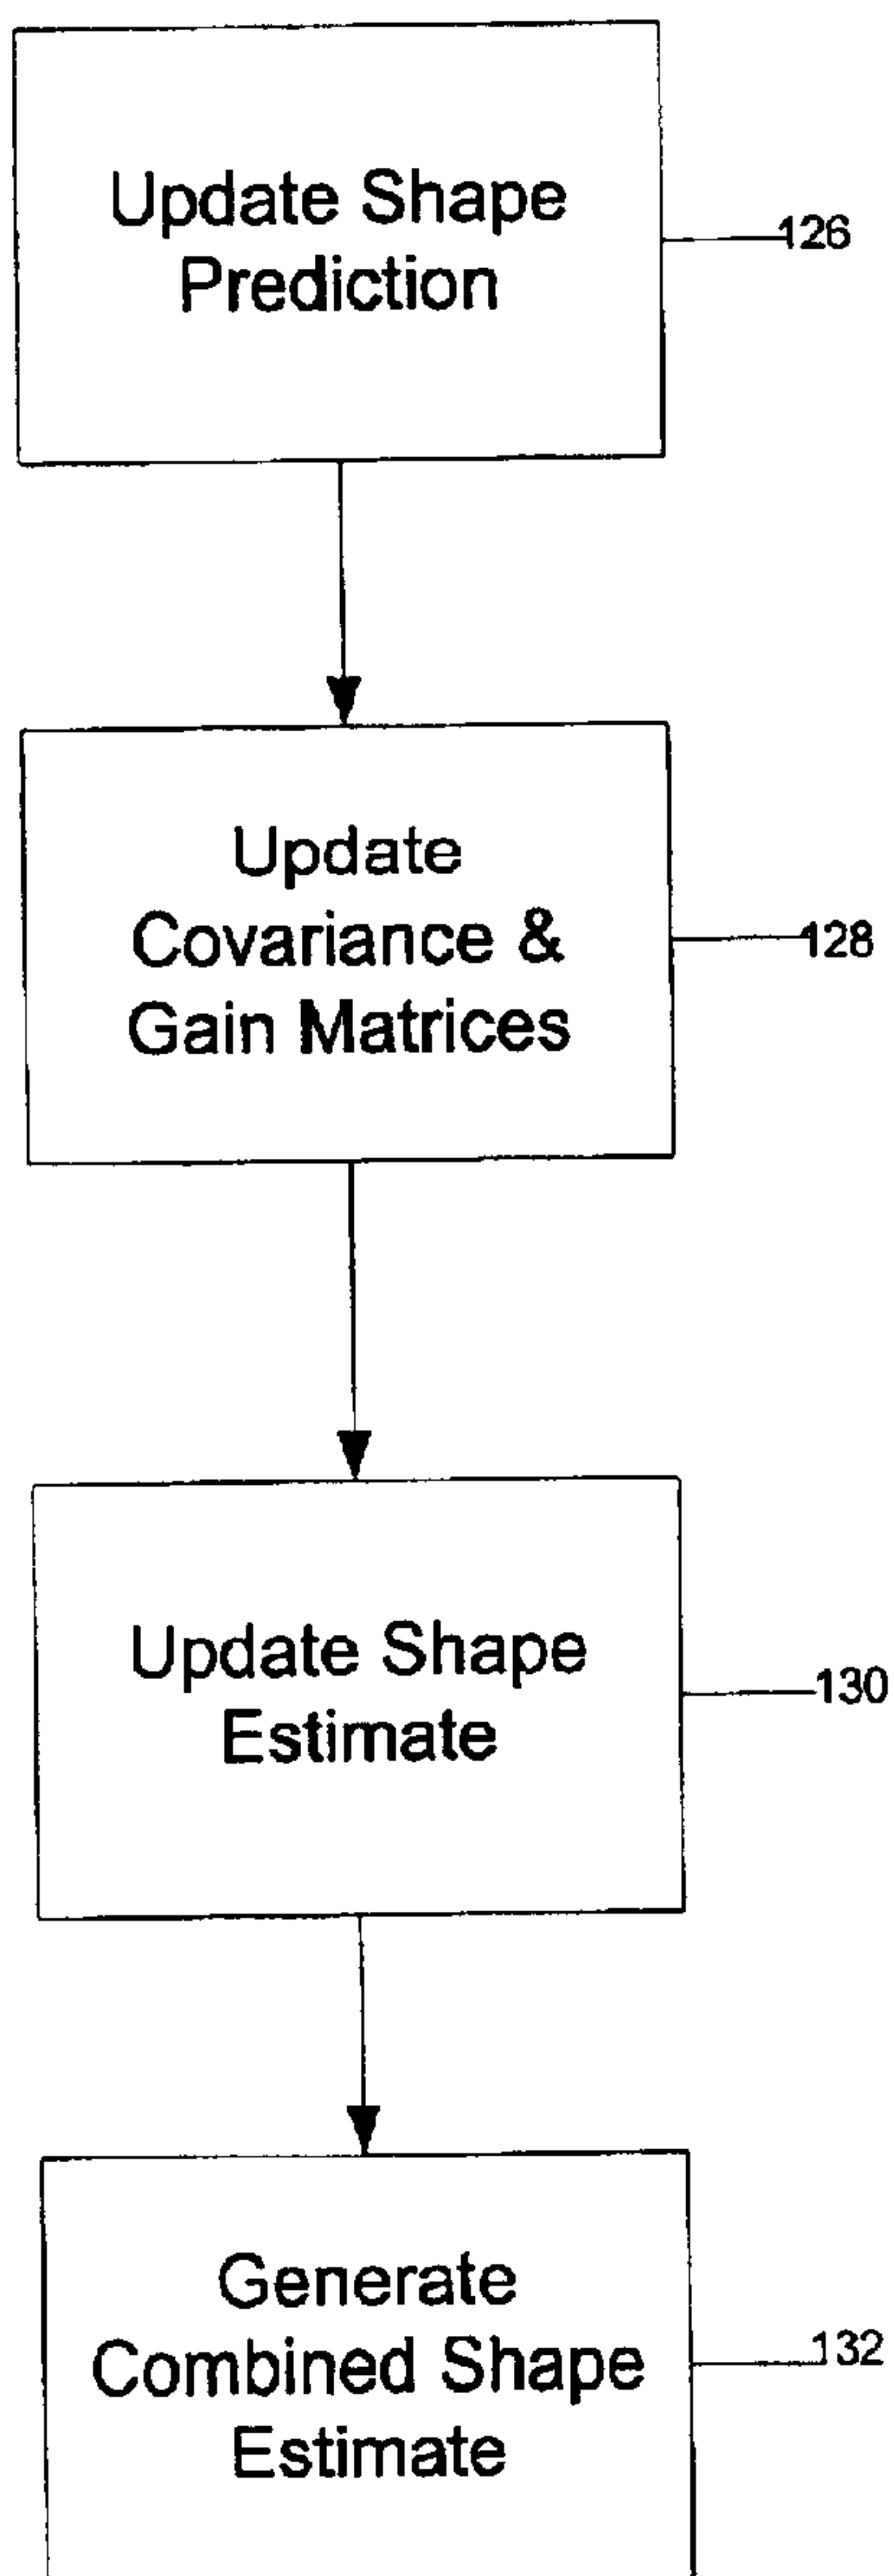 Update Shape
Prediction
126
Update
Covariance &
Gain Matrices
128
Update Shape
Estimate
130
Generate
Combined Shape
Estimate
132